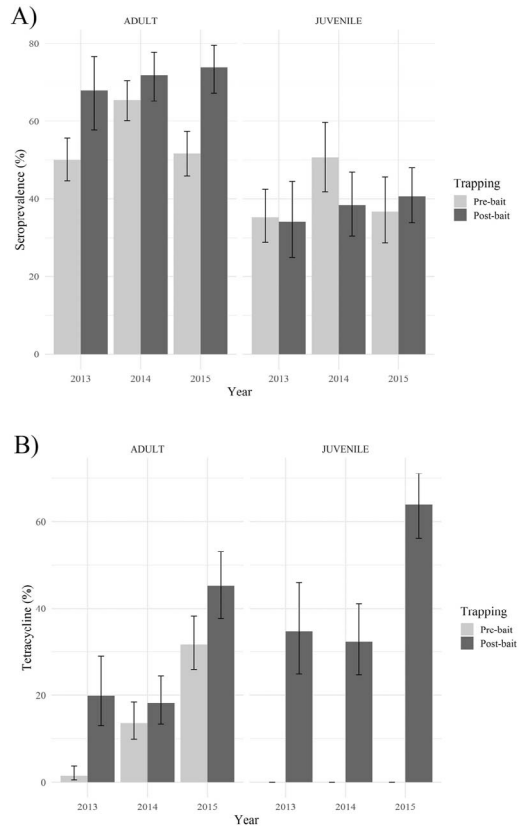 A)
ADULT JUVENILE
80
60
40
20
0
Seroprevalence (%)
2013 2014 2015 2013 2014 2015
Year
Trapping
Pre-bait
Post-bait
B)
ADULT JUVENILE
60
40
20
0
Tetracycline (%)
2013 2014 2015 2013 2014 2015
Year
Trapping
Pre-bait
Post-bait